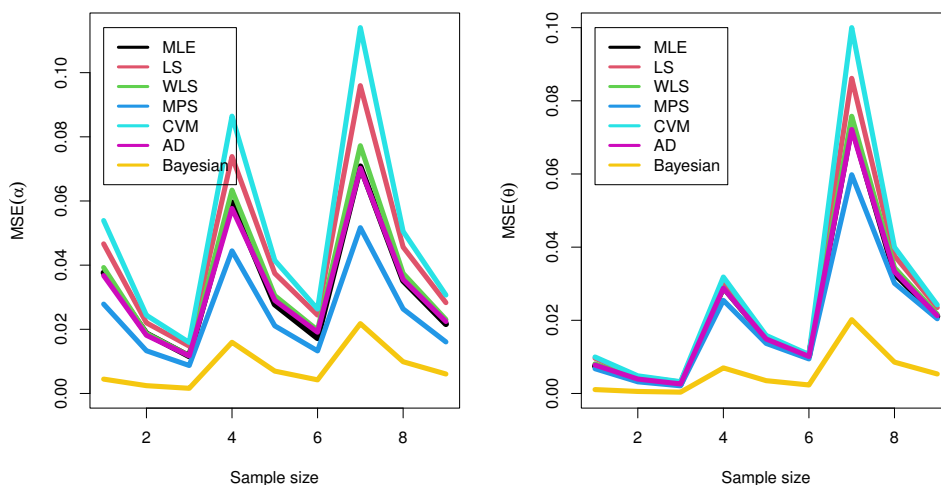 MLE
LS
WLS
MPS
CVM
AD
Bayesian
MSE(α)
0.00 0.02 0.04 0.06 0.08 0.10
2 4 6 8
Sample size
MLE
LS
WLS
MPS
CVM
AD
Bayesian
MSE(θ)
0.00 0.02 0.04 0.06 0.08 0.10
2 4 6 8
Sample size